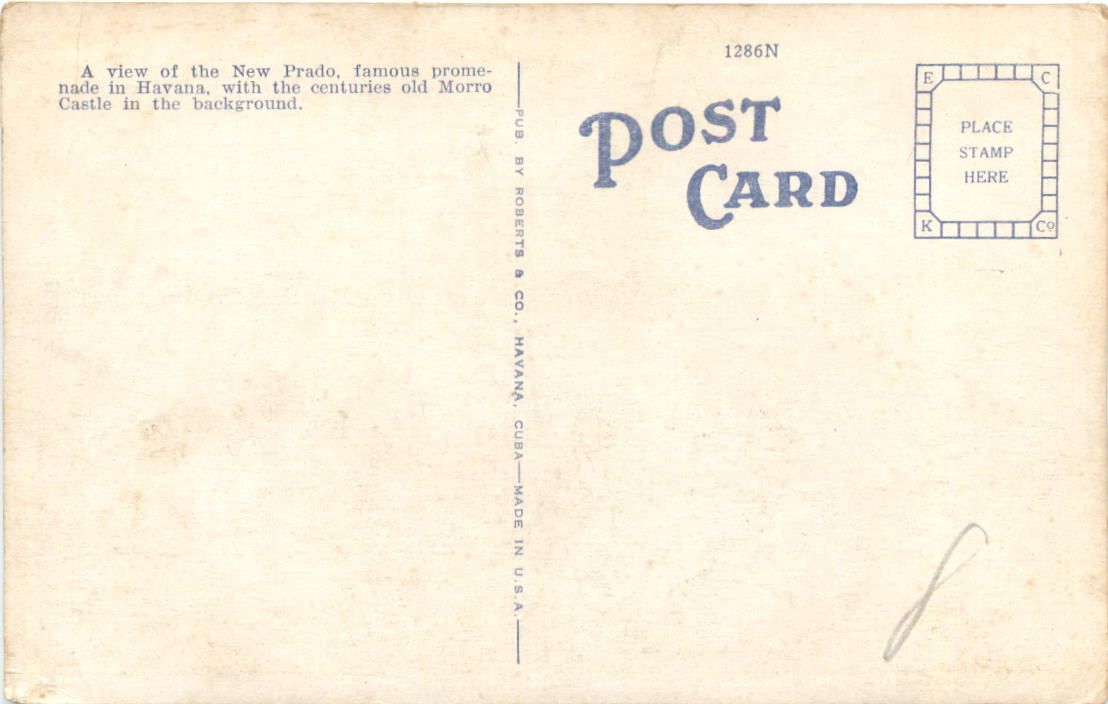 A view of the New Prado, famous prome-
nade in Havana, with the centuries old Morro
Castle in the background.
PUB. BY ROBERTS & CO., HAVANA, CUBA—MADE IN U.S.A.
1286N
POST
CARD
E C
PLACE
STAMP
HERE
K Co